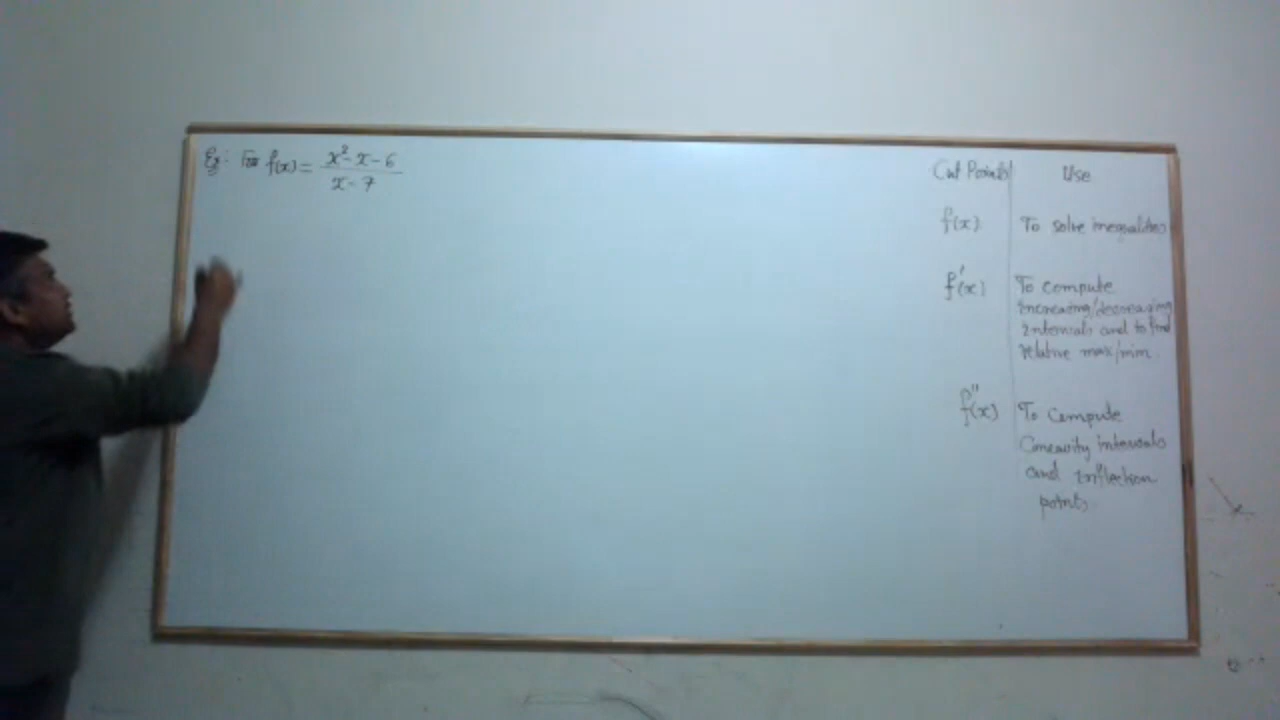 Ex: For f(x) = x² - x - 6
x - 7
Cut Points Use
f(x) To solve inequalities
f'(x) To compute
increasing/decreasing
intervals and to find
relative max/min.
f''(x) To compute
Concavity intervals
and inflection
points.